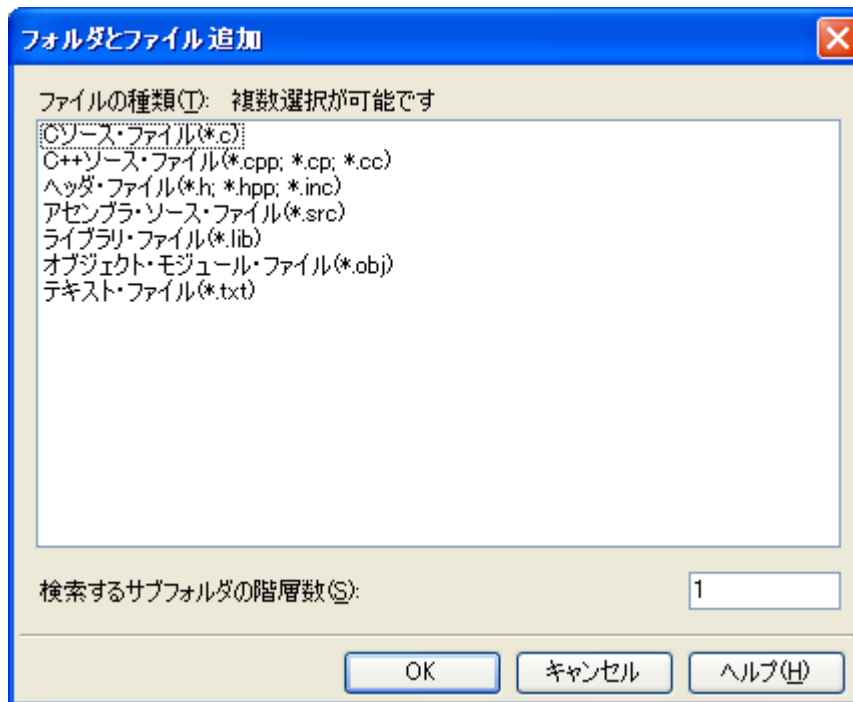 フォルダとファイル 追加
ファイルの種類(T): 複数選択が可能です
Cソース・ファイル(*.c)
C++ソース・ファイル(*.cpp; *.cp; *.cc)
ヘッダ・ファイル(*.h; *.hpp; *.inc)
アセンブラ・ソース・ファイル(*.src)
ライブラリ・ファイル(*.lib)
オブジェクト・モジュール・ファイル(*.obj)
テキスト・ファイル(*.txt)
検索するサブフォルダの階層数(S): 1
OK キャンセル ヘルプ(H)